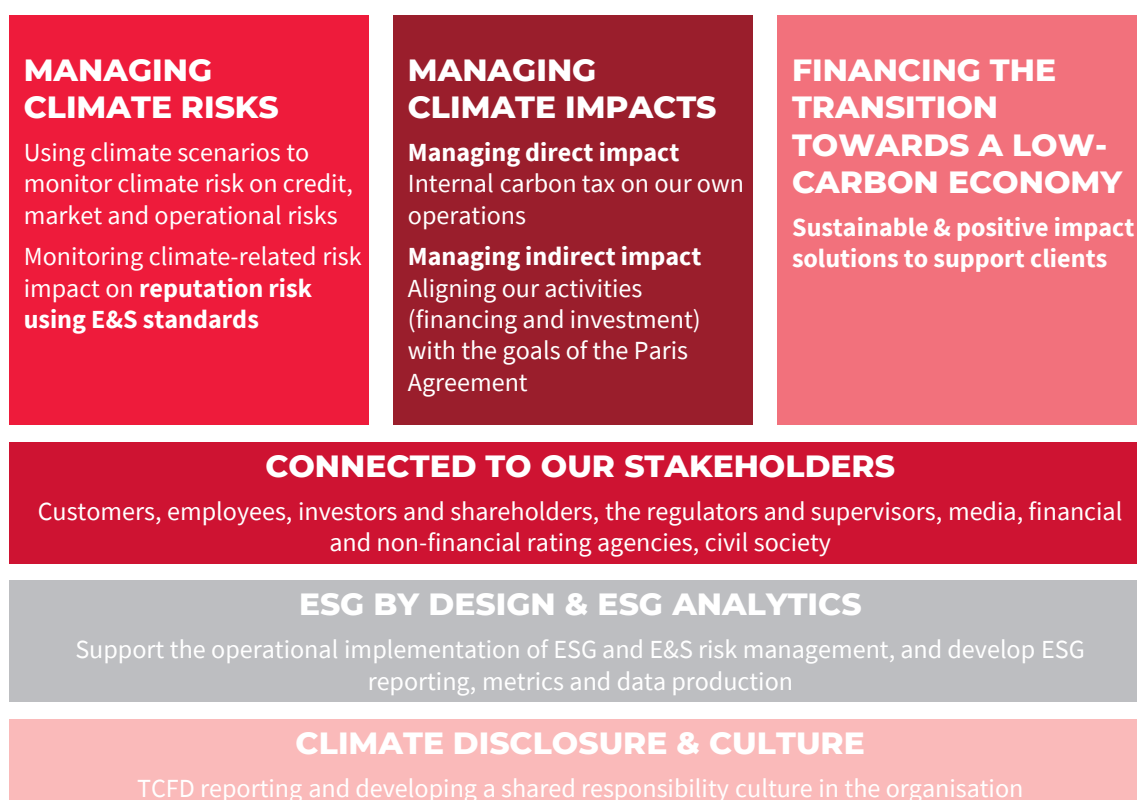 MANAGING
CLIMATE RISKS
Using climate scenarios to
monitor climate risk on credit,
market and operational risks
Monitoring climate-related risk
impact on reputation risk
using E&S standards
MANAGING
CLIMATE IMPACTS
Managing direct impact
Internal carbon tax on our own
operations
Managing indirect impact
Aligning our activities
(financing and investment)
with the goals of the Paris
Agreement
FINANCING THE
TRANSITION
TOWARDS A LOW-
CARBON ECONOMY
Sustainable & positive impact
solutions to support clients
CONNECTED TO OUR STAKEHOLDERS
Customers, employees, investors and shareholders, the regulators and supervisors, media, financial
and non-financial rating agencies, civil society
ESG BY DESIGN & ESG ANALYTICS
Support the operational implementation of ESG and E&S risk management, and develop ESG
reporting, metrics and data production
CLIMATE DISCLOSURE & CULTURE
TCFD reporting and developing a shared responsibility culture in the organisation